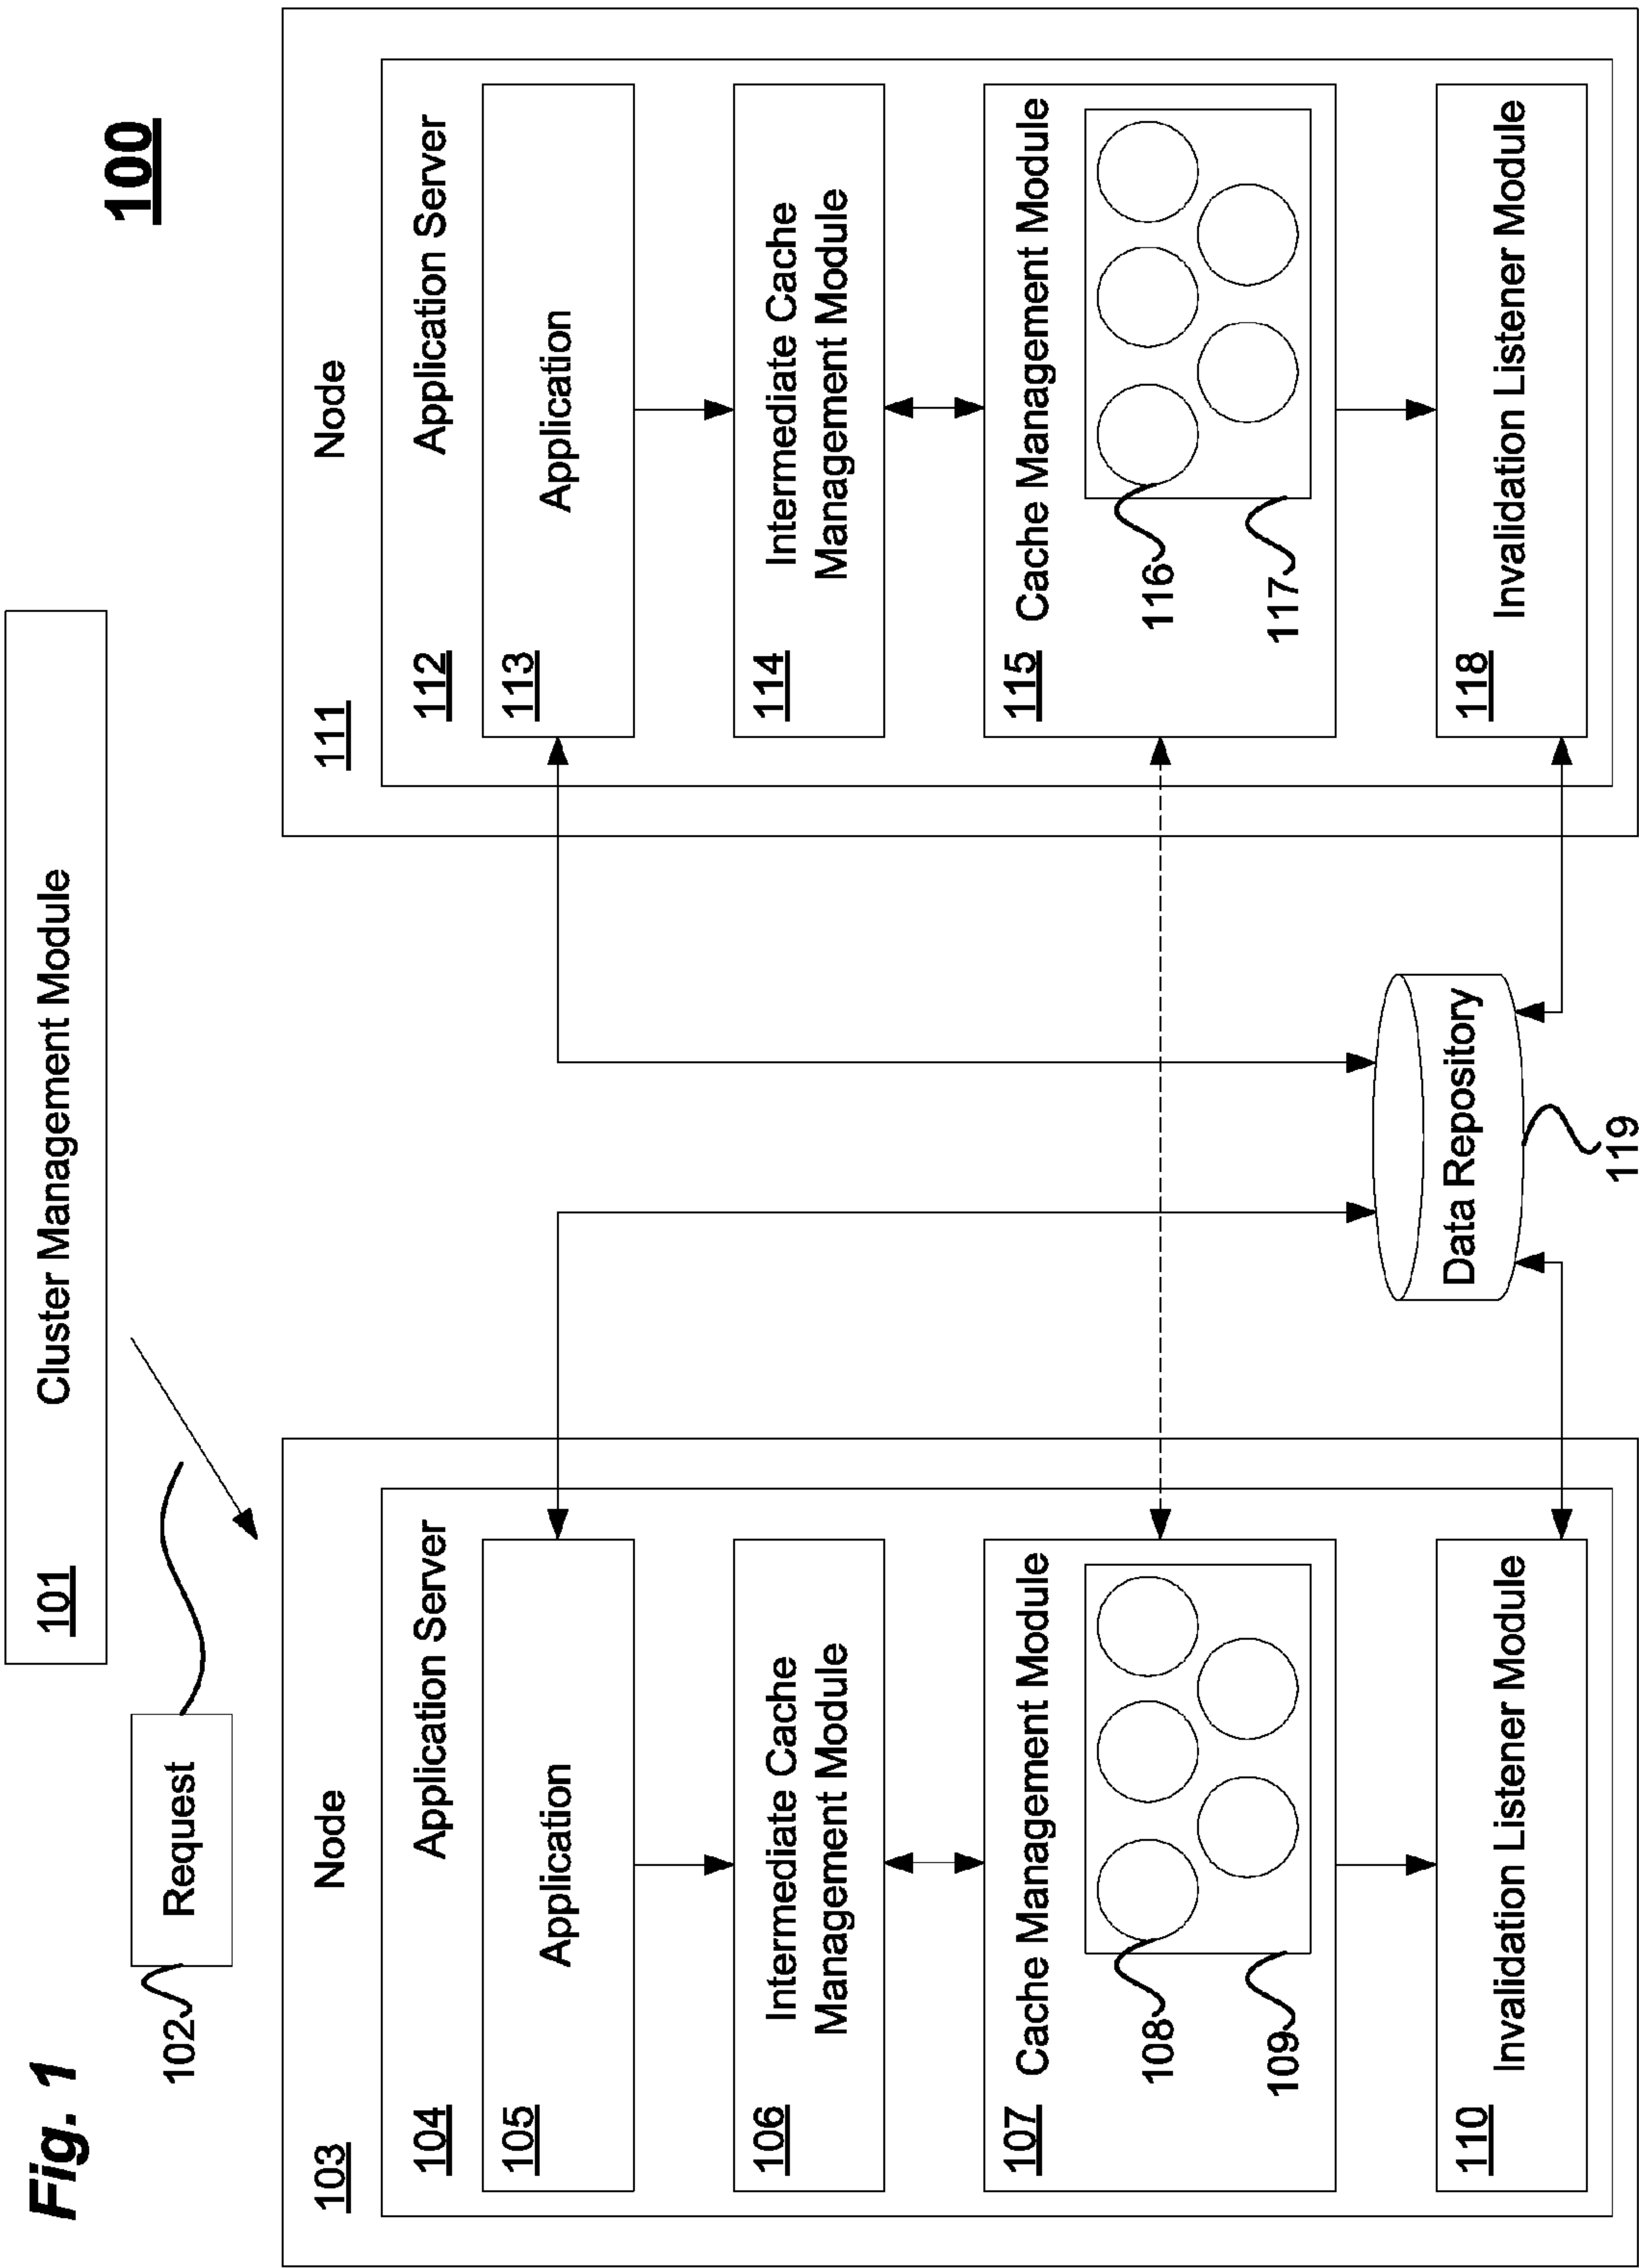 Fig. 1
100
101
Cluster Management Module
102
Request
103
Node
104
Application Server
105
Application
106
Intermediate Cache
Management Module
107
Cache Management Module
108
109
110
Invalidation Listener Module
111
Node
112
Application Server
113
Application
114
Intermediate Cache
Management Module
115
Cache Management Module
116
117
118
Invalidation Listener Module
Data Repository
119